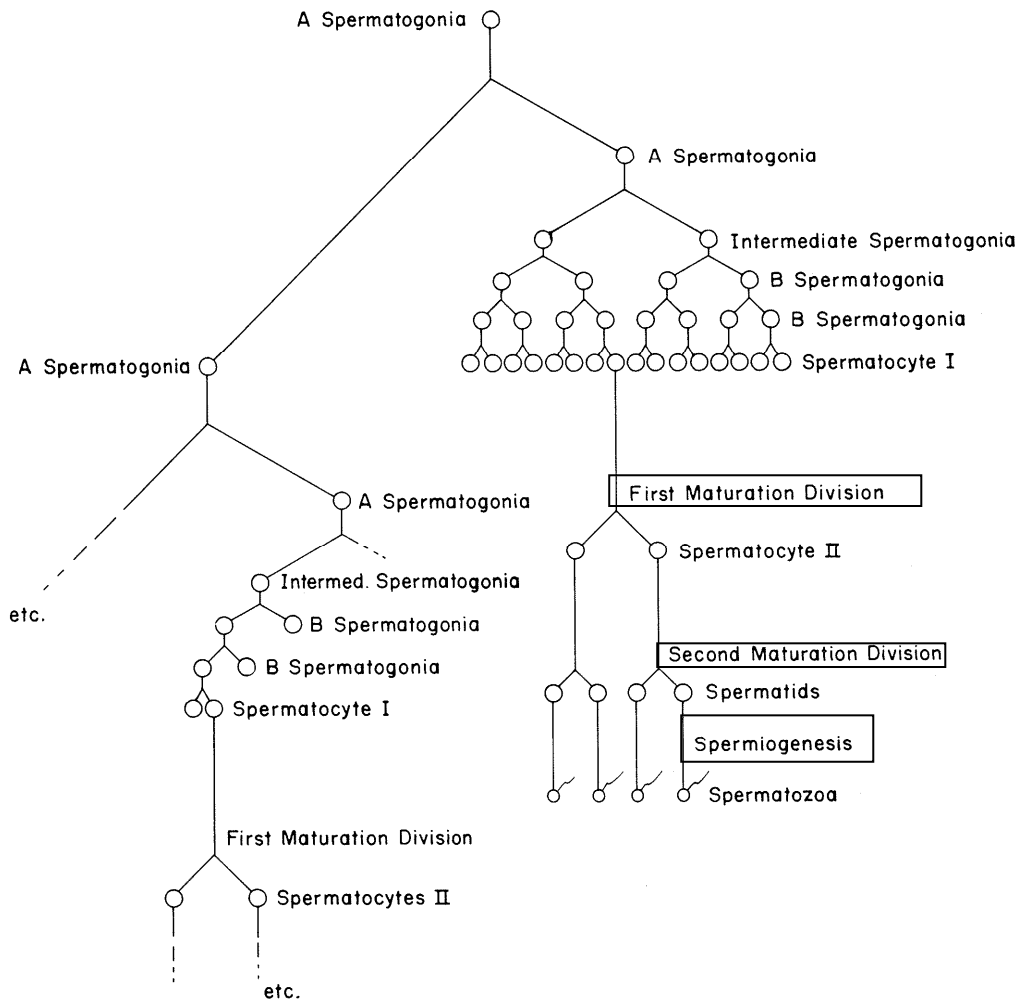 A Spermatogonia
A Spermatogonia
Intermediate Spermatogonia
B Spermatogonia
B Spermatogonia
Spermatocyte I
A Spermatogonia
First Maturation Division
A Spermatogonia
Spermatocyte II
Intermed. Spermatogonia
etc.
B Spermatogonia
Second Maturation Division
B Spermatogonia
Spermatids
Spermatocyte I
Spermiogenesis
Spermatozoa
First Maturation Division
Spermatocytes II
etc.